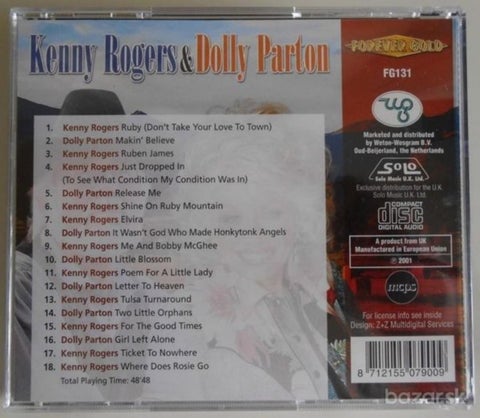 Kenny Rogers & Dolly Parton
FOREVER GOLD
FG131
1. Kenny Rogers Ruby (Don't Take Your Love To Town)
2. Dolly Parton Makin' Believe
3. Kenny Rogers Ruben James
4. Kenny Rogers Just Dropped In
(To See What Condition My Condition Was In)
5. Dolly Parton Release Me
6. Kenny Rogers Shine On Ruby Mountain
7. Kenny Rogers Elvira
8. Dolly Parton It Wasn't God Who Made Honkytonk Angels
9. Kenny Rogers Me And Bobby McGhee
10. Dolly Parton Little Blossom
11. Kenny Rogers Poem For A Little Lady
12. Dolly Parton Letter To Heaven
13. Kenny Rogers Tulsa Turnaround
14. Dolly Parton Two Little Orphans
15. Kenny Rogers For The Good Times
16. Dolly Parton Girl Left Alone
17. Kenny Rogers Ticket To Nowhere
18. Kenny Rogers Where Does Rosie Go
Total Playing Time: 48'48
Marketed and distributed
by Weton-Wesgram B.V.
Oud-Beijerland, the Netherlands
SOLO
Solo Music U.K. Ltd.
Exclusive distribution for the U.K.
Solo Music U.K. Ltd.
COMPACT
disc
DIGITAL AUDIO
A product from UK
Manufactured in European Union
℗ 2001
mcps
For license info see inside
Design: Z+Z Multidigital Services
8 712155 079009
bazar.sk